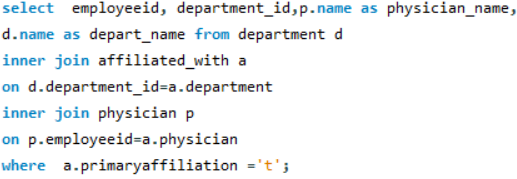 select  employeeid, department_id,p.name as physician_name,
d.name as depart_name from department d
inner join affiliated_with a
on d.department_id=a.department
inner join physician p
on p.employeeid=a.physician
where  a.primaryaffiliation ='t';